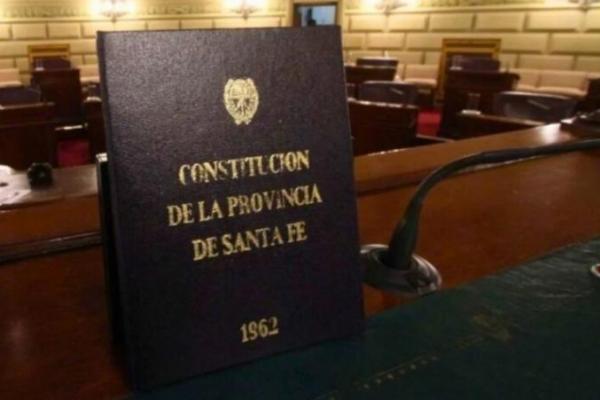 CONSTITUCION
DE LA PROVINCIA
DE SANTA FE
1962